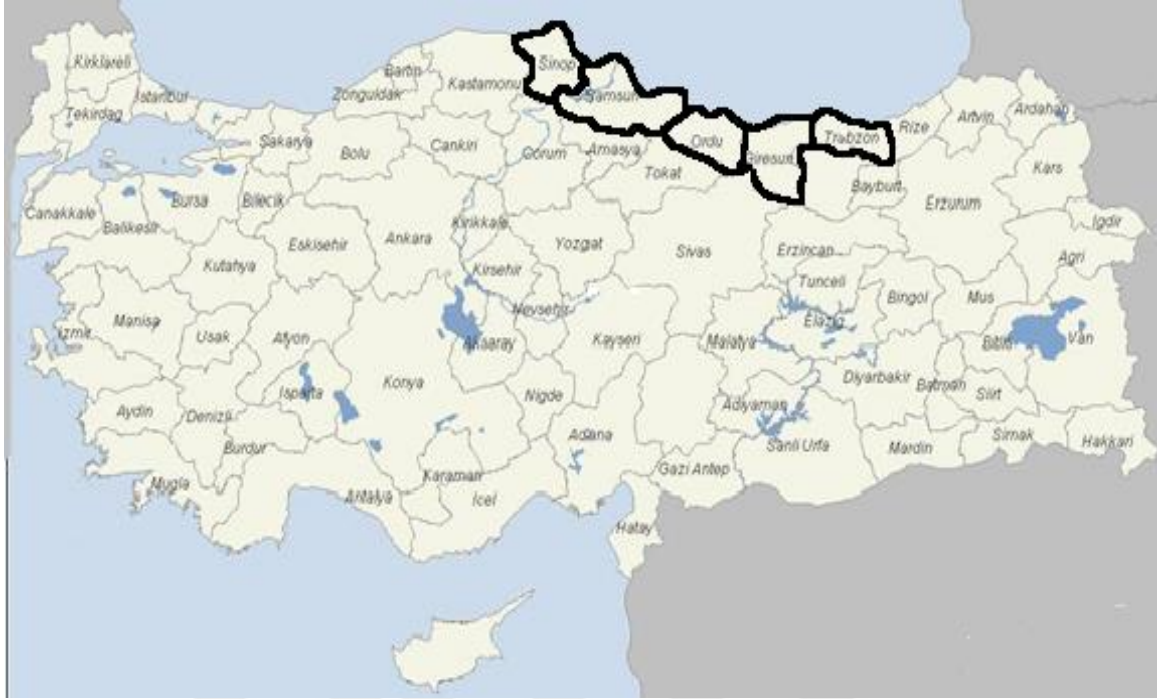 Kirklareli
Tekirdag
Istanbul
Zonguldak
Bartin
Kastamonu
Sinop
Samsun
Ordu
Giresun
Trabzon
Rize
Artvin
Ardahan
Kars
Sakarya
Bolu
Cankiri
Corum
Amasya
Tokat
Bayburt
Erzurum
Igdir
Canakkale
Balikesir
Bursa
Bilecik
Eskisehir
Ankara
Kirikkale
Yozgat
Sivas
Erzincan
Agri
Kutahya
Kirsehir
Nevsehir
Tunceli
Bingol
Mus
Izmir
Manisa
Usak
Afyon
Aksaray
Kayseri
Malatya
Elazig
Bitlis
Van
Isparta
Konya
Nigde
Diyarbakir
Batman
Siirt
Aydin
Denizli
Burdur
Adana
Adiyaman
Sanli Urfa
Mardin
Sirnak
Hakkari
Mugla
Antalya
Karaman
Icel
Gazi Antep
Hatay